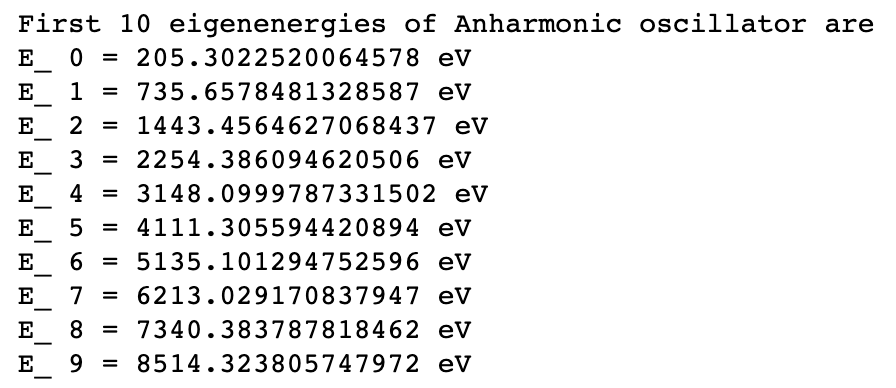 First 10 eigenenergies of Anharmonic oscillator are
E_ 0 = 205.3022520064578 eV
E_ 1 = 735.6578481328587 eV
E_ 2 = 1443.4564627068437 eV
E_ 3 = 2254.386094620506 eV
E_ 4 = 3148.0999787331502 eV
E_ 5 = 4111.305594420894 eV
E_ 6 = 5135.101294752596 eV
E_ 7 = 6213.029170837947 eV
E_ 8 = 7340.383787818462 eV
E_ 9 = 8514.323805747972 eV